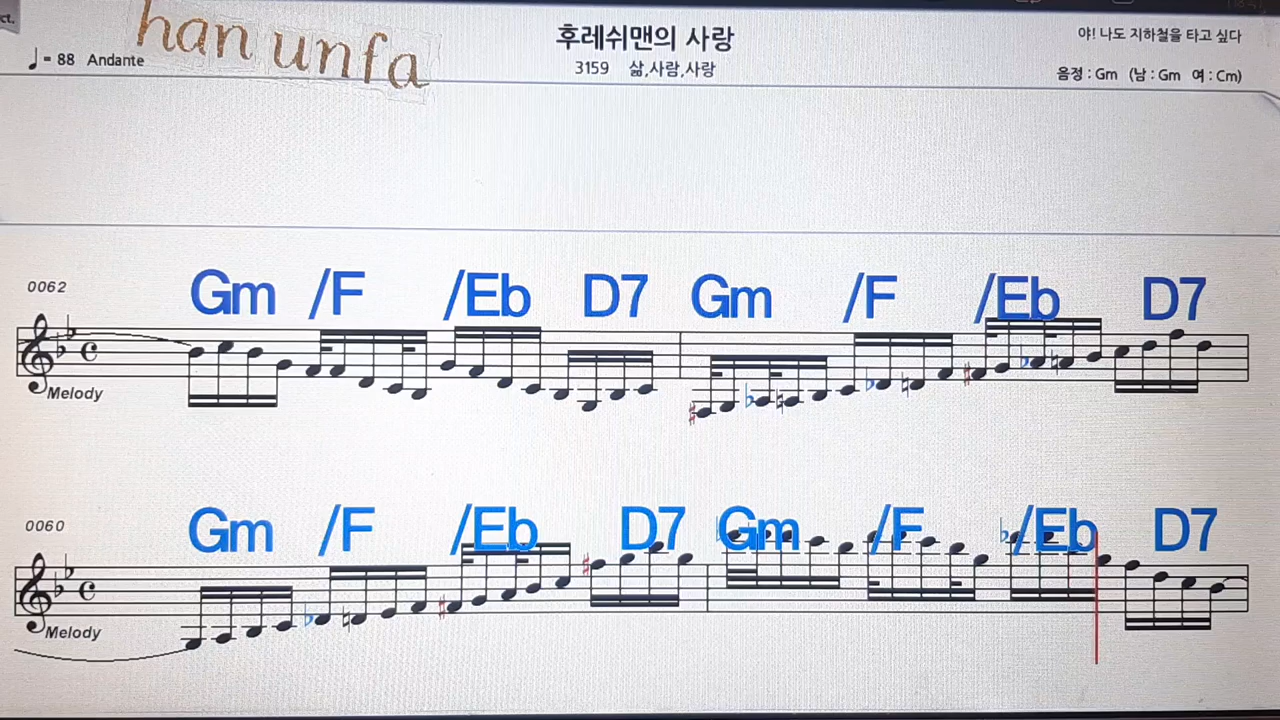 ct.
han unfa
♩= 88 Andante
후레쉬맨의 사랑
3159 삶,사람,사랑
야! 나도 지하철을 타고 싶다
음정 : Gm (남 : Gm 여 : Cm)
0062
Gm /F /Eb D7 Gm /F /Eb D7
Melody
0060
Gm /F /Eb D7 Gm /F /Eb D7
Melody